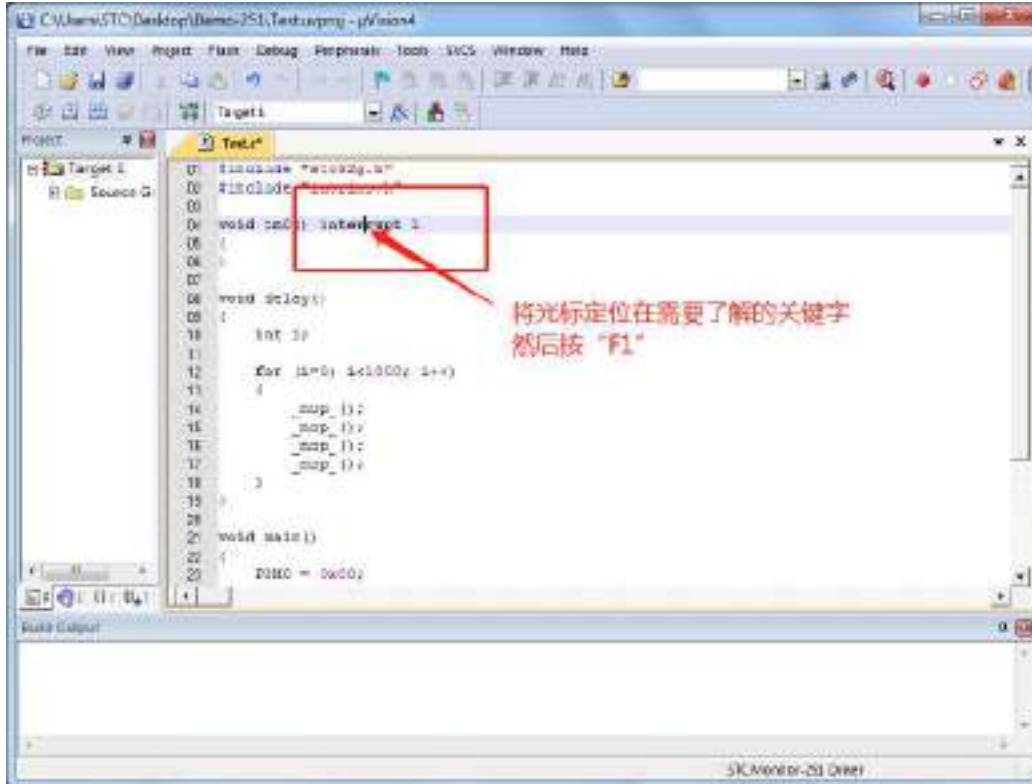 C:\Users\STC\Desktop\Demo-251\Test.uvproj - µVision4
File Edit View Project Flash Debug Peripherals Tools SVCS Window Help
Target 1
Project
Test.c*
Target 1
Source G
01
02 #include
03
04 void tm0() interrupt 1
05 {
06 }
07
08 void delay()
09 {
10 int i;
11
12 for (i=0; i<1000; i++)
13 {
14 _nop_();
15 _nop_();
16 _nop_();
17 _nop_();
18 }
19 }
20
21 void main()
22 {
23 P0M0 = 0x00;
将光标定位在需要了解的关键字
然后按“F1”
Build Output
STC Monitor-251 Driver